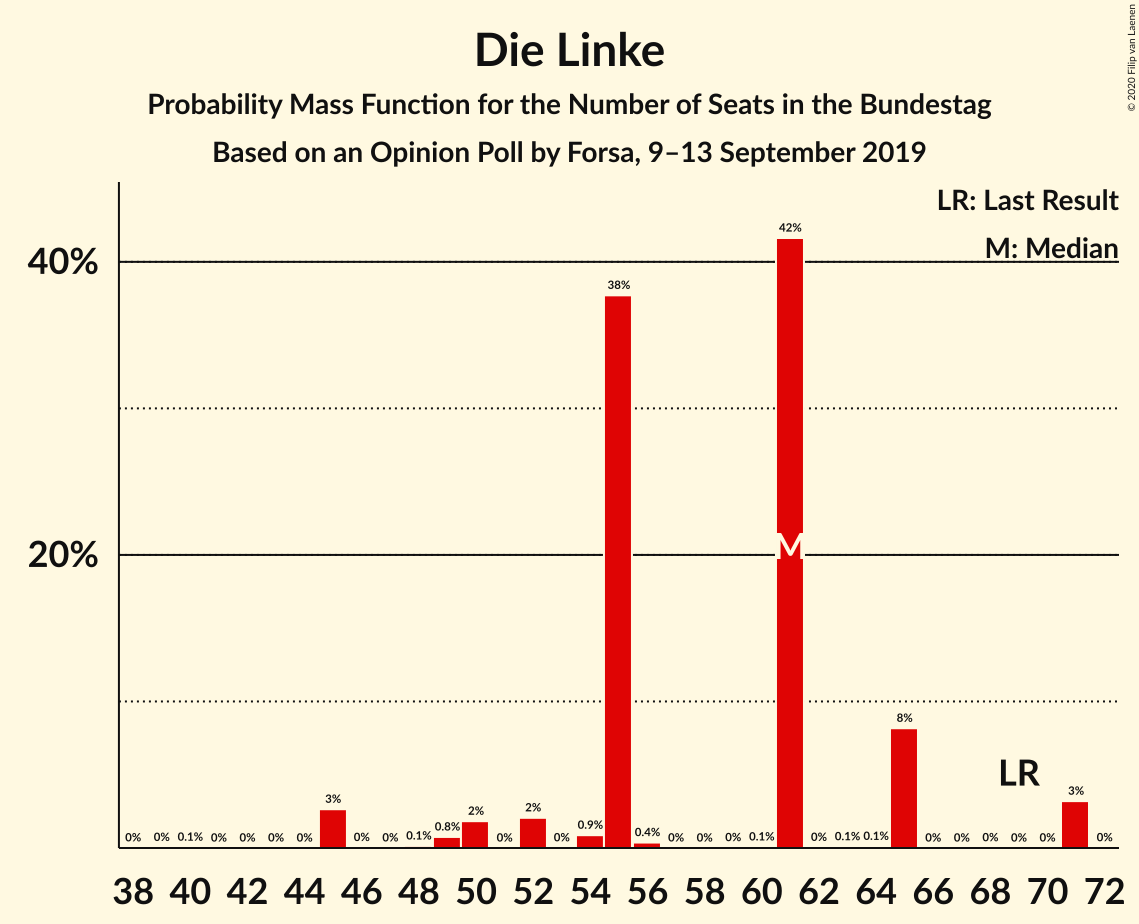 © 2020 Filip van Laenen
Die Linke
Probability Mass Function for the Number of Seats in the Bundestag
Based on an Opinion Poll by Forsa, 9–13 September 2019
LR: Last Result
M: Median
40%
20%
0% 0% 0.1% 0% 0% 0% 0% 3% 0% 0% 0.1% 0.8% 2% 0% 2% 0% 0.9% 38% 0.4% 0% 0% 0% 0.1% 42% 0% 0.1% 0.1% 8% 0% 0% 0% 0% 0% 3% 0%
M
LR
38 40 42 44 46 48 50 52 54 56 58 60 62 64 66 68 70 72